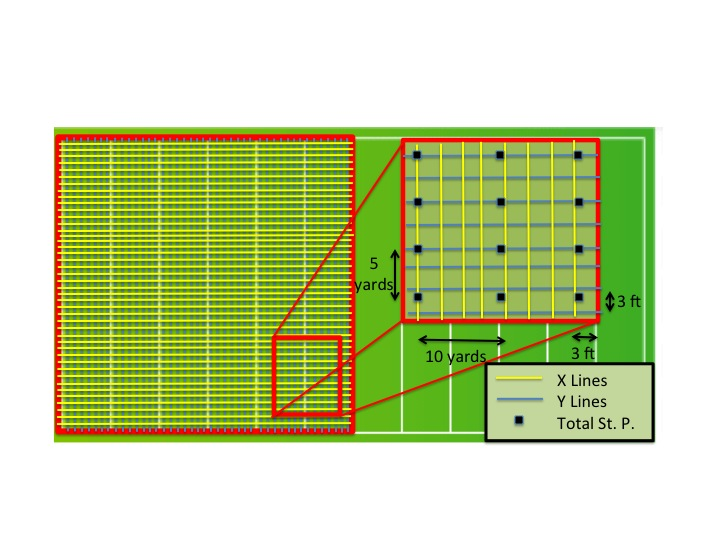 5
yards
3 ft
10 yards
3 ft
X Lines
Y Lines
Total St. P.